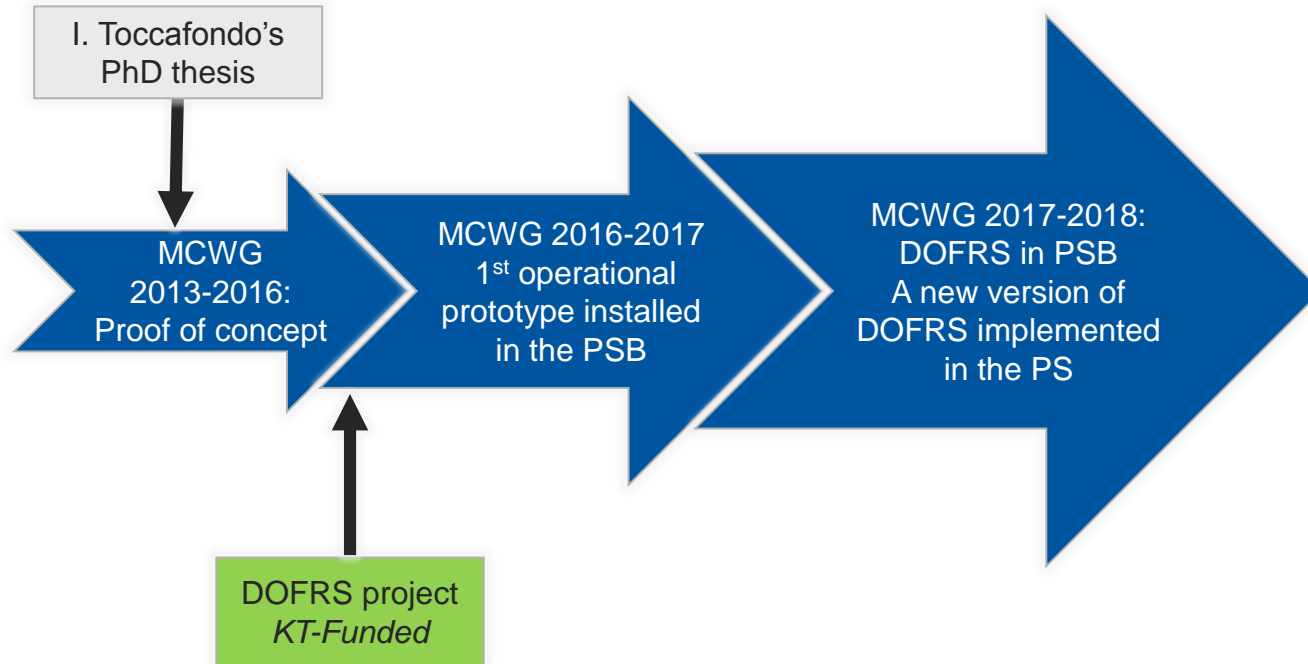 I. Toccafondo’s
PhD thesis
MCWG
2013-2016:
Proof of concept
MCWG 2016-2017
1st operational
prototype installed
in the PSB
MCWG 2017-2018:
DOFRS in PSB
A new version of
DOFRS implemented
in the PS
DOFRS project
KT-Funded